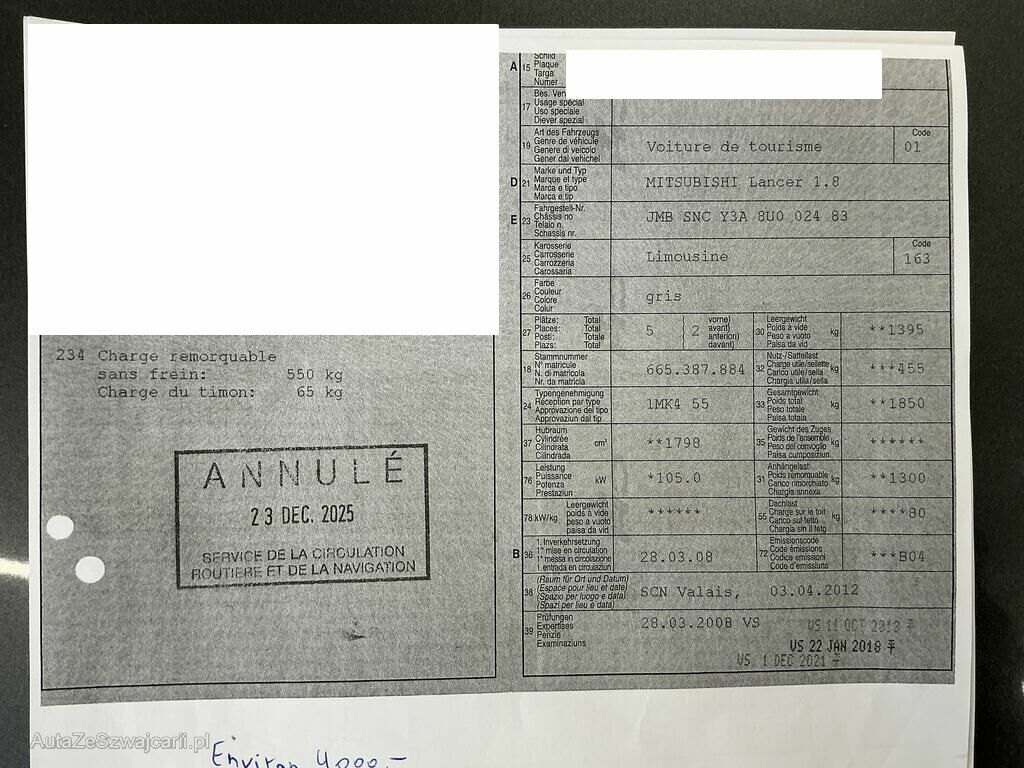 234 Charge remorquable
sans frein: 550 kg
Charge du timon: 65 kg
ANNULÉ
23 DEC. 2025
SERVICE DE LA CIRCULATION
ROUTIERE ET DE LA NAVIGATION
A 15 Schild
Plaque
Targa
Numer
17 Bes. Ver
Usage spécial
Uso speciale
Diever spezial
19 Art des Fahrzeugs
Genre de véhicule
Genere di veicolo
Gener dal vehichel
Voiture de tourisme
Code
01
D 21 Marke und Typ
Marque et type
Marca e tipo
Marca e tip
MITSUBISHI Lancer 1.8
E 23 Fahrgestell-Nr.
Châssis no
Telaio n.
Schassis nr.
JMB SNC Y3A 8U0 024 83
25 Karosserie
Carrosserie
Carrozzeria
Carossaria
Limousine
Code
163
26 Farbe
Couleur
Colore
Colur
gris
27 Plätze: Total
Places: Total
Posti: Totale
Plazs: Total
5 ( 2 vorne)
avant)
anteriori)
davant)
30 Leergewicht
Poids à vide
Peso a vuoto
Paisa da vid
kg **1395
18 Stammnummer
N° matricule
N. di matricola
Nr. da matricla
665.387.884
32 Nutz-/Sattellast
Charge utile/sellette
Carico utile/sella
Chargia utila/sella
kg ***455
24 Typengenehmigung
Réception par type
Approvazione del tipo
Approvaziun dal tip
1MK4 55
33 Gesamtgewicht
Poids total
Peso totale
Paisa totala
kg **1850
37 Hubraum
Cylindrée
Cilindrata
Cilindrada
cm³ **1798
35 Gewicht des Zuges
Poids de l'ensemble
Peso del convoglio
Paisa cumposiziun
kg ******
76 Leistung
Puissance
Potenza
Prestaziun
kW *105.0
31 Anhängelast
Poids remorquable
Carico rimorchiato
Chargia annexa
kg **1300
78 kW/kg Leergewicht
poids à vide
peso a vuoto
paisa da vid
******
55 Dachlast
Charge sur le toit
Carico sul tetto
Chargia sin il tetg
kg ****80
B 36 1. Inverkehrsetzung
1re mise en circulation
1a messa in circolazione
1 entrada en circulaziun
28.03.08
72 Emissionscode
Code émissions
Codice emissioni
Code d'emissiuns
***B04
38 (Raum für Ort und Datum)
(Espace pour lieu et date)
(Spazio per luogo e data)
(Spazi per lieu e data)
SCN Valais, 03.04.2012
39 Prüfungen
Expertises
Perizie
Examinaziuns
28.03.2008 VS
VS 11 OCT 2013
VS 22 JAN 2018
VS. 1 DEC 2021
AutaZeSzwajcarii.pl
Environ 4000.-